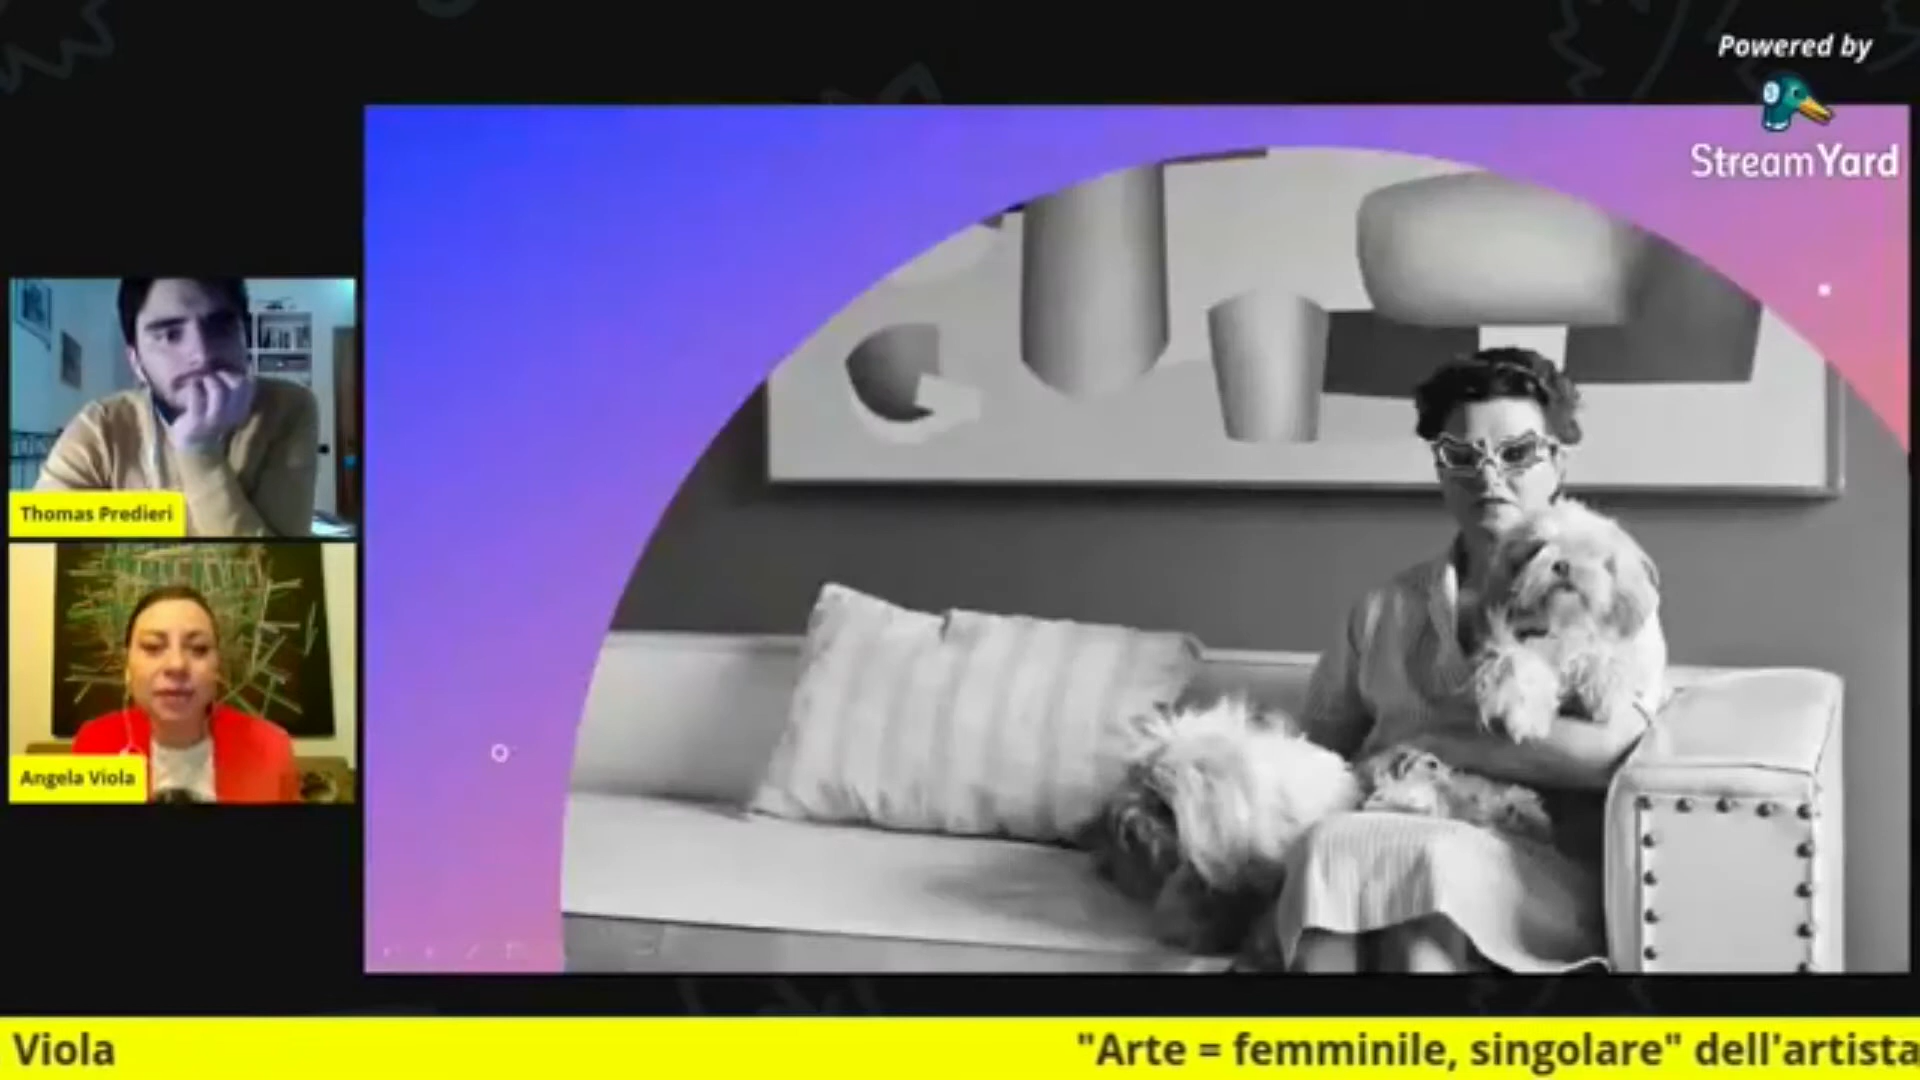 Powered by
StreamYard
Thomas Predieri
Angela Viola
Viola
"Arte = femminile, singolare" dell'artista